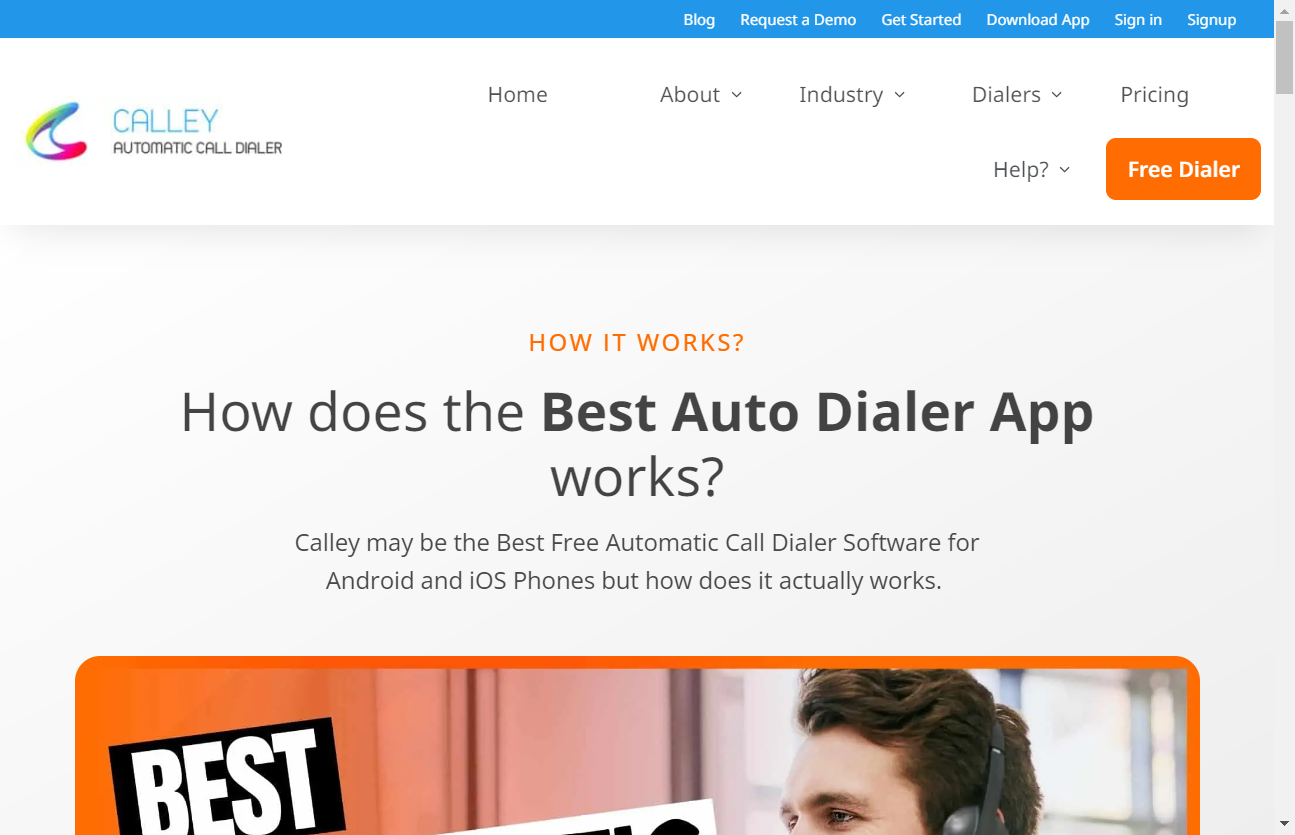 Blog Request a Demo Get Started Download App Sign in Signup
CALLEY
AUTOMATIC CALL DIALER
Home About Industry Dialers Pricing
Help? Free Dialer
HOW IT WORKS?
How does the Best Auto Dialer App
works?
Calley may be the Best Free Automatic Call Dialer Software for
Android and iOS Phones but how does it actually works.
BEST